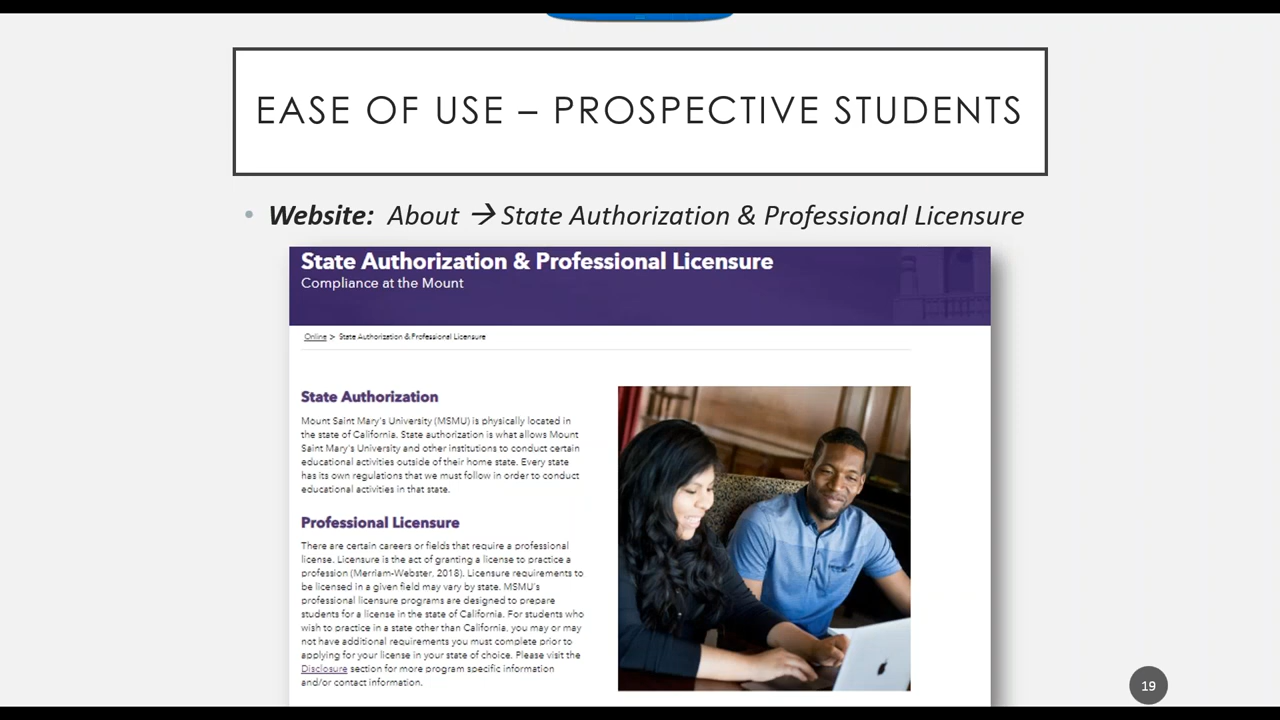 EASE OF USE – PROSPECTIVE STUDENTS
• Website: About → State Authorization & Professional Licensure
State Authorization & Professional Licensure
Compliance at the Mount
Online > State Authorization & Professional Licensure
State Authorization
Mount Saint Mary's University (MSMU) is physically located in
the state of California. State authorization is what allows Mount
Saint Mary's University and other institutions to conduct certain
educational activities outside of their home state. Every state
has its own regulations that we must follow in order to conduct
educational activities in that state.
Professional Licensure
There are certain careers or fields that require a professional
license. Licensure is the act of granting a license to practice a
profession (Merriam-Webster, 2018). Licensure requirements to
be licensed in a given field may vary by state. MSMU's
professional licensure programs are designed to prepare
students for a license in the state of California. For students who
wish to practice in a state other than California, you may or may
not have additional requirements you must complete prior to
applying for your license in your state of choice. Please visit the
Disclosure section for more program specific information
and/or contact information.
19